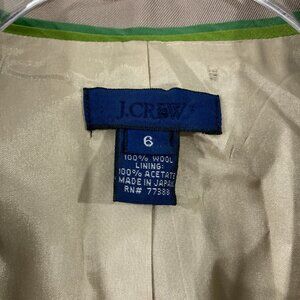 J.CREW
6
100% WOOL
LINING:
100% ACETATE
MADE IN JAPAN
RN# 77388